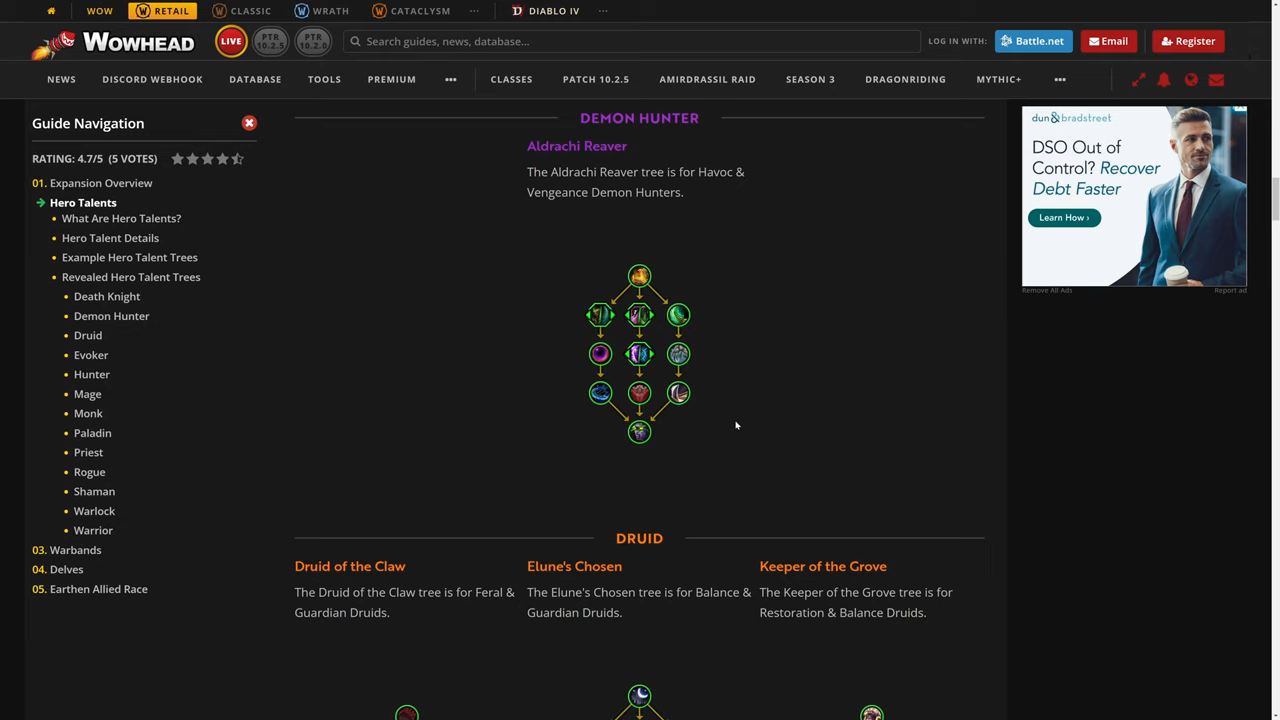 WOW
RETAIL
CLASSIC
WRATH
CATACLYSM
DIABLO IV
WOWHEAD
LIVE
PTR
10.2.5
PTR
10.2.0
Search guides, news, database...
LOG IN WITH:
Battle.net
Email
Register
NEWS
DISCORD WEBHOOK
DATABASE
TOOLS
PREMIUM
CLASSES
PATCH 10.2.5
AMIRDRASSIL RAID
SEASON 3
DRAGONRIDING
MYTHIC+
Guide Navigation
RATING: 4.7/5 (5 VOTES)
01. Expansion Overview
Hero Talents
What Are Hero Talents?
Hero Talent Details
Example Hero Talent Trees
Revealed Hero Talent Trees
Death Knight
Demon Hunter
Druid
Evoker
Hunter
Mage
Monk
Paladin
Priest
Rogue
Shaman
Warlock
Warrior
03. Warbands
04. Delves
05. Earthen Allied Race
DEMON HUNTER
Aldrachi Reaver
The Aldrachi Reaver tree is for Havoc &
Vengeance Demon Hunters.
DRUID
Druid of the Claw
The Druid of the Claw tree is for Feral &
Guardian Druids.
Elune's Chosen
The Elune's Chosen tree is for Balance &
Guardian Druids.
Keeper of the Grove
The Keeper of the Grove tree is for
Restoration & Balance Druids.
dun & bradstreet
DSO Out of
Control? Recover
Debt Faster
Learn How ›
Remove All Ads
Report ad